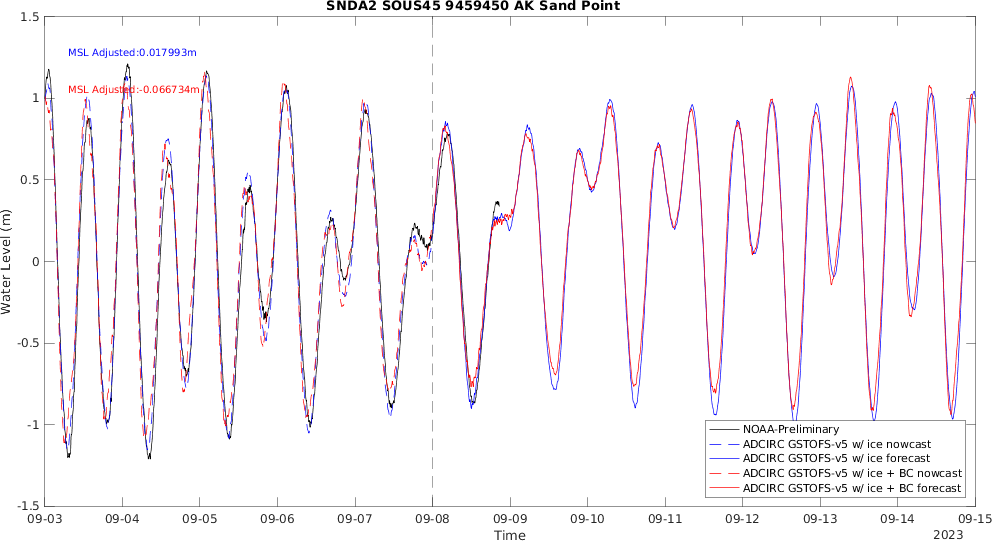 SNDA2 SOUS45 9459450 AK Sand Point
1.5
MSL Adjusted:0.017993m
MSL Adjusted:-0.066734m
1
0.5
Water Level (m)
0
-0.5
-1
NOAA-Preliminary
ADCIRC GSTOFS-v5 w/ ice nowcast
ADCIRC GSTOFS-v5 w/ ice forecast
ADCIRC GSTOFS-v5 w/ ice + BC nowcast
ADCIRC GSTOFS-v5 w/ ice + BC forecast
-1.5
09-03 09-04 09-05 09-06 09-07 09-08 09-09 09-10 09-11 09-12 09-13 09-14 09-15
Time
2023